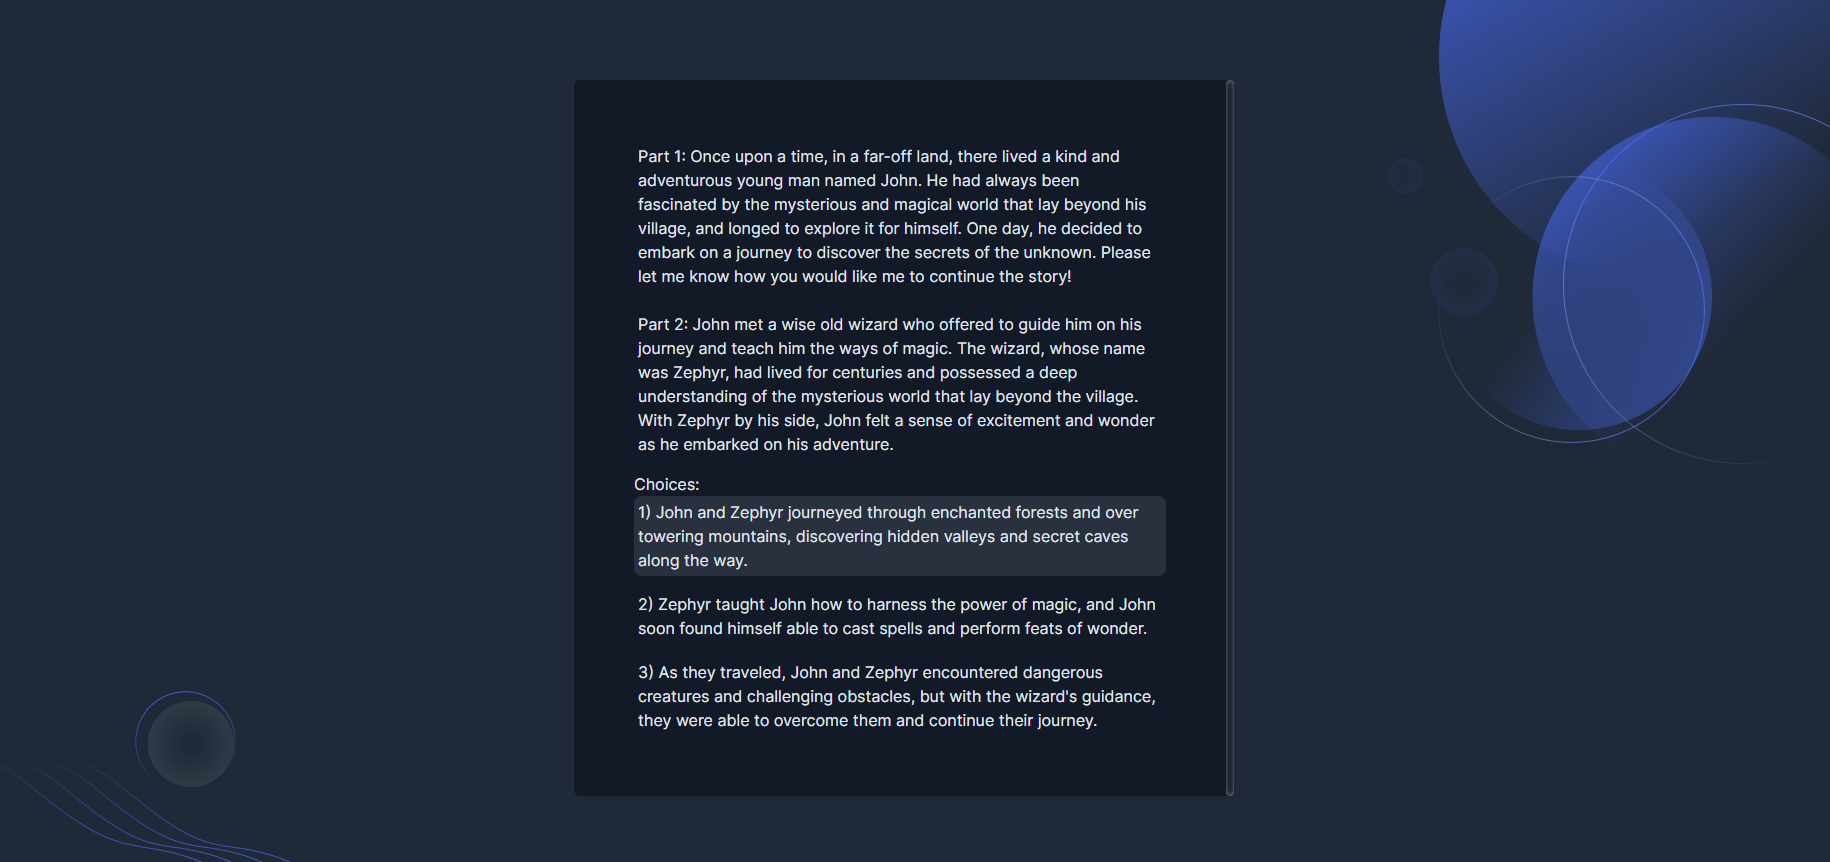 Part 1: Once upon a time, in a far-off land, there lived a kind and
adventurous young man named John. He had always been
fascinated by the mysterious and magical world that lay beyond his
village, and longed to explore it for himself. One day, he decided to
embark on a journey to discover the secrets of the unknown. Please
let me know how you would like me to continue the story!
Part 2: John met a wise old wizard who offered to guide him on his
journey and teach him the ways of magic. The wizard, whose name
was Zephyr, had lived for centuries and possessed a deep
understanding of the mysterious world that lay beyond the village.
With Zephyr by his side, John felt a sense of excitement and wonder
as he embarked on his adventure.
Choices:
1) John and Zephyr journeyed through enchanted forests and over
towering mountains, discovering hidden valleys and secret caves
along the way.
2) Zephyr taught John how to harness the power of magic, and John
soon found himself able to cast spells and perform feats of wonder.
3) As they traveled, John and Zephyr encountered dangerous
creatures and challenging obstacles, but with the wizard's guidance,
they were able to overcome them and continue their journey.